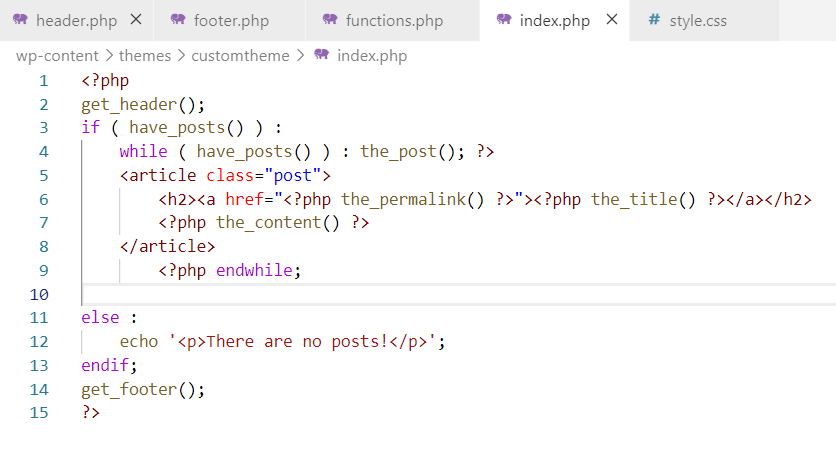 header.php × footer.php functions.php index.php × # style.css
wp-content > themes > customtheme > index.php
1 <?php
2 get_header();
3 if ( have_posts() ) :
4 while ( have_posts() ) : the_post(); ?>
5 <article class="post">
6 <h2><a href="<?php the_permalink() ?>"><?php the_title() ?></a></h2>
7 <?php the_content() ?>
8 </article>
9 <?php endwhile;
10
11 else :
12 echo '<p>There are no posts!</p>';
13 endif;
14 get_footer();
15 ?>